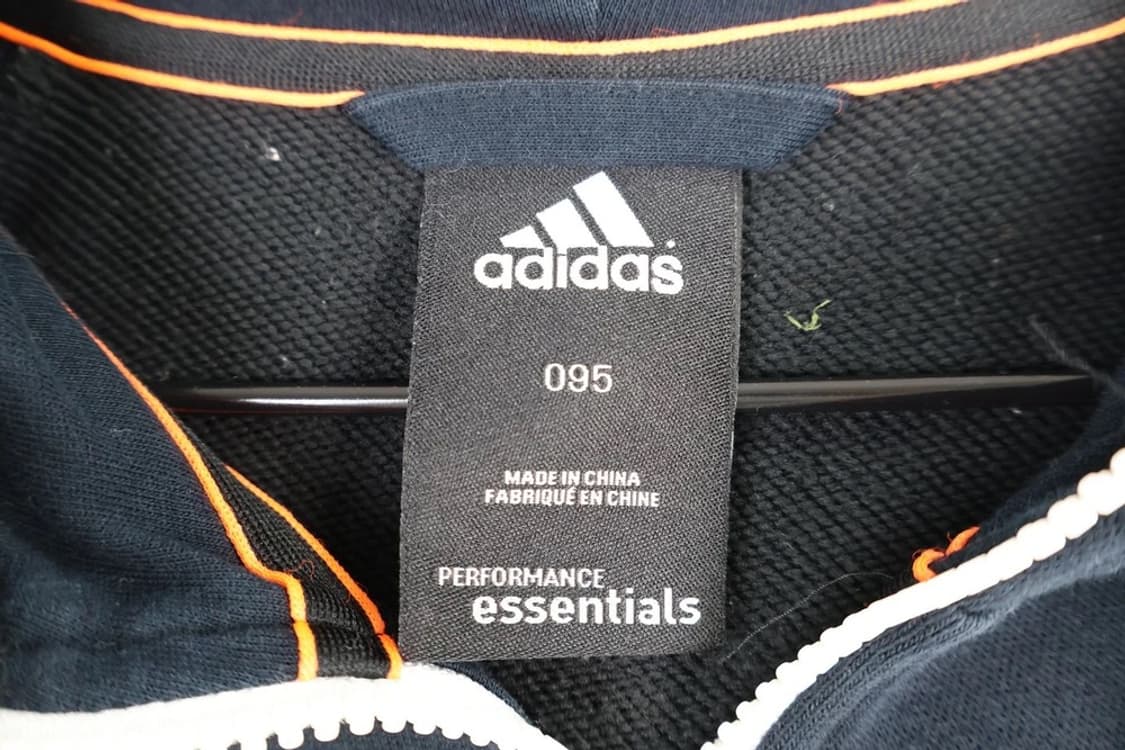 adidas
095
MADE IN CHINA
FABRIQUÉ EN CHINE
PERFORMANCE
essentials